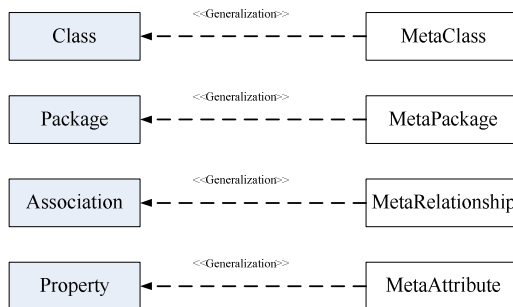 <<Generalization>>
Class
MetaClass
<<Generalization>>
Package
MetaPackage
<<Generalization>>
Association
MetaRelationship
<<Generalization>>
Property
MetaAttribute